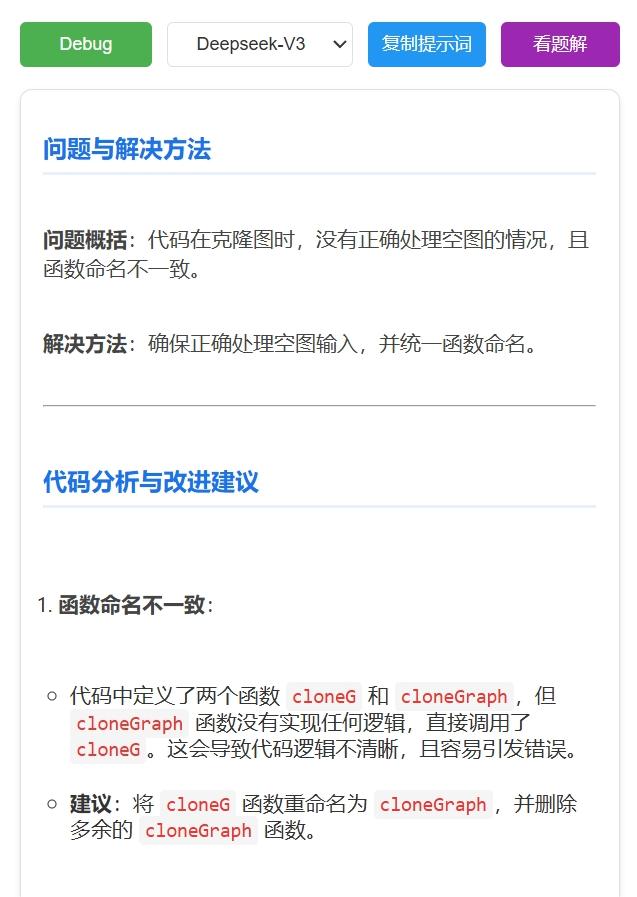 Debug
Deepseek-V3
复制提示词
看题解
问题与解决方法
问题概括：代码在克隆图时，没有正确处理空图的情况，且
函数命名不一致。
解决方法：确保正确处理空图输入，并统一函数命名。
代码分析与改进建议
1. 函数命名不一致：
代码中定义了两个函数 cloneG 和 cloneGraph，但
cloneGraph 函数没有实现任何逻辑，直接调用了
cloneG。这会导致代码逻辑不清晰，且容易引发错误。
建议：将 cloneG 函数重命名为 cloneGraph，并删除
多余的 cloneGraph 函数。